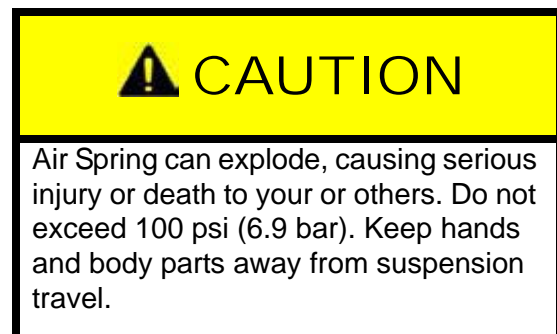 CAUTION
Air Spring can explode, causing serious
injury or death to your or others. Do not
exceed 100 psi (6.9 bar). Keep hands
and body parts away from suspension
travel.